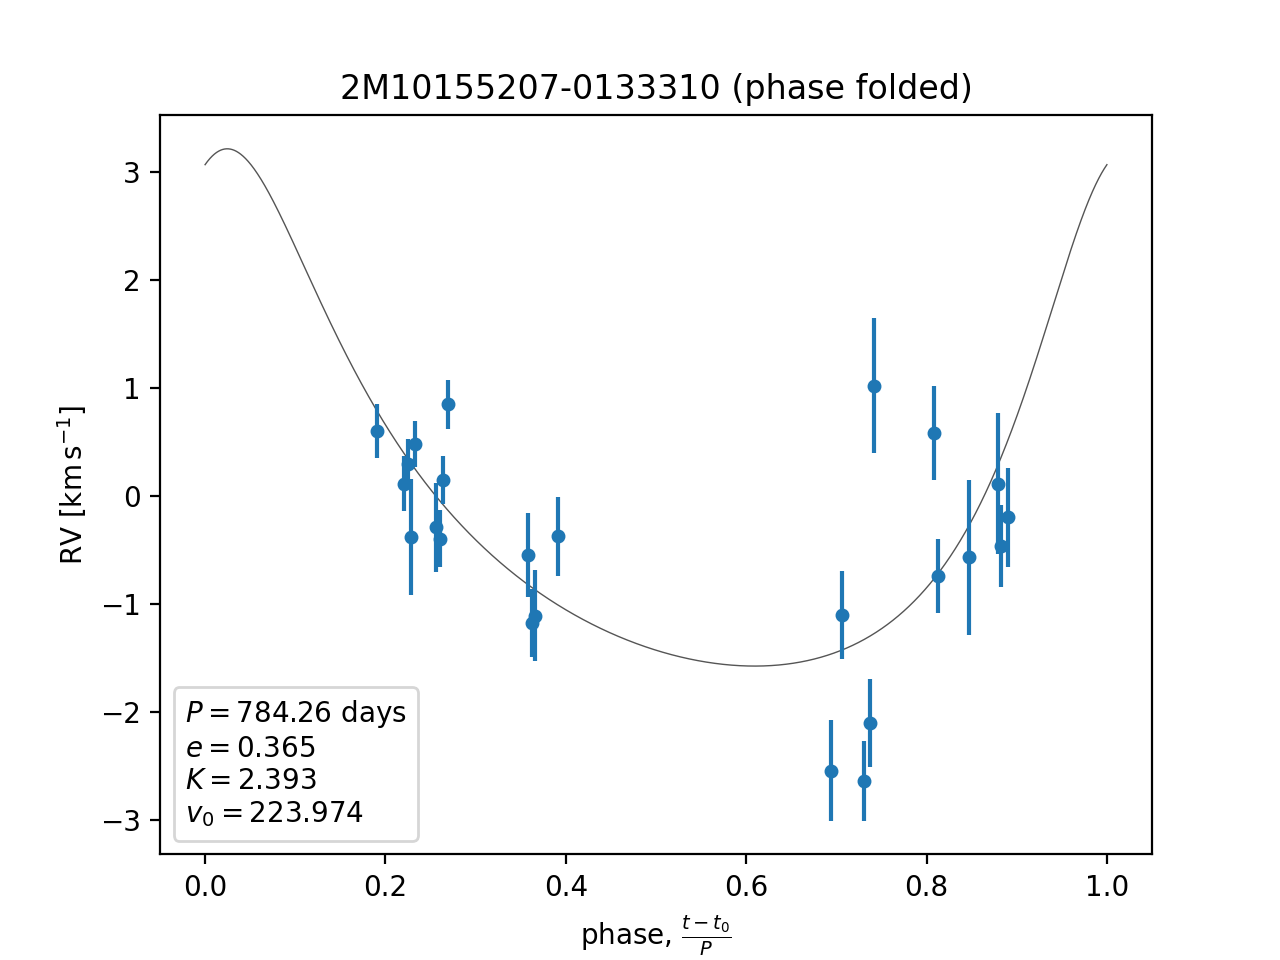 2M10155207-0133310 (phase folded)
RV [km s⁻¹]
3
2
1
0
−1
−2
−3
P = 784.26 days
e = 0.365
K = 2.393
v₀ = 223.974
0.0 0.2 0.4 0.6 0.8 1.0
phase, (t − t₀)/P